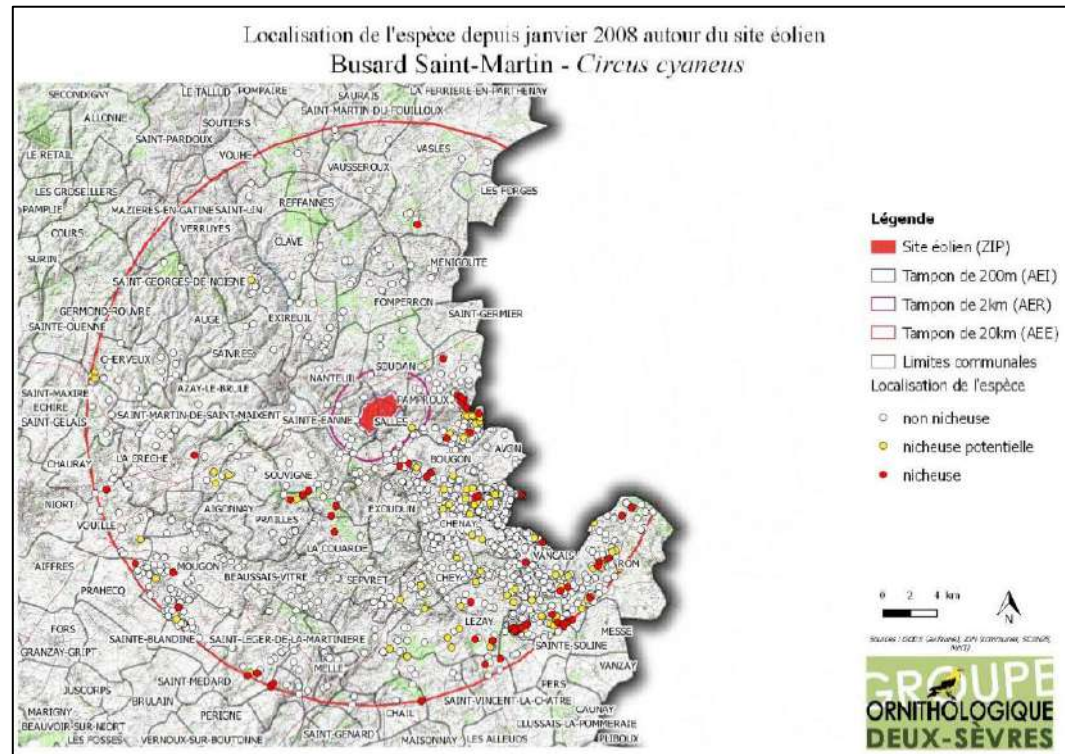 Localisation de l'espèce depuis janvier 2008 autour du site éolien
Busard Saint-Martin - Circus cyaneus
SECONDIGNY
LE TALLUD
POMPAIRE
SAURAIS
LA FERRIERE-EN-PARTHENAY
ALLONNE
SOUTIERS
SAINT-MARTIN-DU-FOUILLOUX
SAINT-PARDOUX
LE RETAIL
VOUHE
VASLES
VAUSSEROUX
LES GROSEILLERS
LES FORGES
PAMPLIE
MAZIERES-EN-GATINE
SAINT-LIN
REFFANNES
COURS
VERRUYES
CLAVE
SURIN
MENIGOUTE
SAINT-GEORGES-DE-NOISNE
FOMPERRON
GERMOND-ROUVRE
SAINT-GERMIER
SAINTE-OUENNE
AUGE
EXIREUIL
CHERVEUX
SAIVRES
SOUDAN
NANTEUIL
SAINT-MAXIRE
AZAY-LE-BRULE
PAMPROUX
ECHIRE
SAINT-GELAIS
SAINT-MARTIN-DE-SAINT-MAIXENT
SAINTE-EANNE
SALLES
AVON
CHAURAY
LA CRECHE
BOUGON
SOUVIGNE
NIORT
AIGONNAY
EXOUDUN
VOUILLE
PRAILLES
CHENAY
LA COUARDE
VANCAIS
AIFFRES
MOUGON
ROM
BEAUSSAIS-VITRE
SEPVRET
CHEY
PRAHECQ
LEZAY
FORS
SAINTE-BLANDINE
SAINT-LEGER-DE-LA-MARTINIERE
MESSE
SAINTE-SOLINE
GRANZAY-GRIPT
MELLE
VANZAY
SAINT-MEDARD
PERS
JUSCORPS
BRULAIN
SAINT-VINCENT-LA-CHATRE
MARIGNY
PERIGNE
CHAIL
CAUNAY
BEAUVOIR-SUR-NIORT
CLUSSAIS-LA-POMMERAIE
LES FOSSES
VERNOUX-SUR-BOUTONNE
SAINT-GENARD
MAISONNAY
LES ALLEUDS
PLIBOUX
Légende
Site éolien (ZIP)
Tampon de 200m (AEI)
Tampon de 2km (AER)
Tampon de 20km (AEE)
Limites communales
Localisation de l'espèce
non nicheuse
nicheuse potentielle
nicheuse
0 2 4 km
N
GROUPE
ORNITHOLOGIQUE
DEUX-SÈVRES